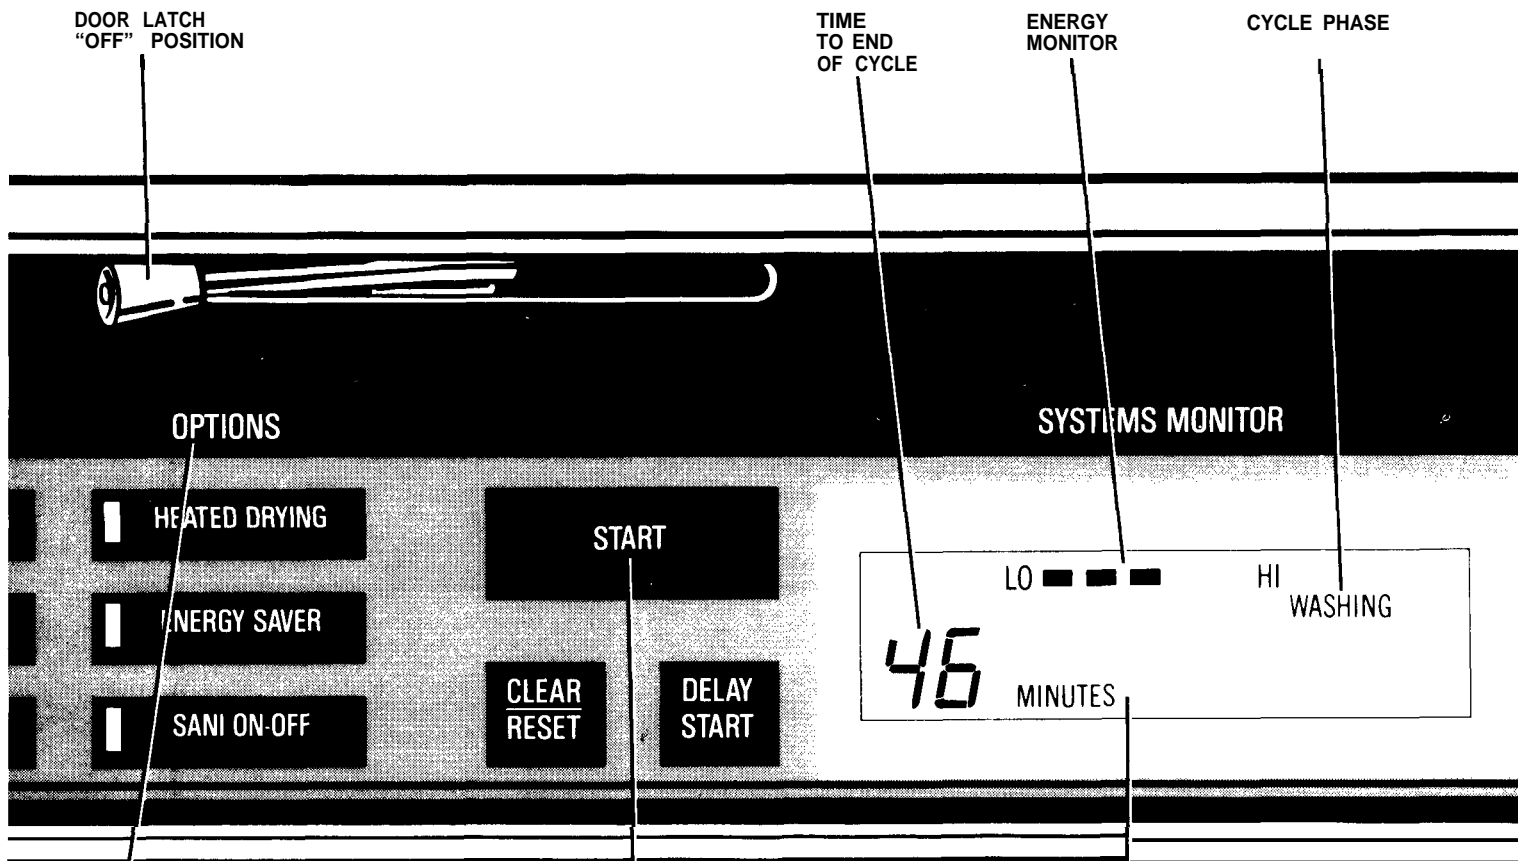 DOOR LATCH
“OFF” POSITION
TIME
TO END
OF CYCLE
ENERGY
MONITOR
CYCLE PHASE
OPTIONS
SYSTEMS MONITOR
HEATED DRYING
ENERGY SAVER
SANI ON-OFF
START
CLEAR
RESET
DELAY
START
LO
HI
WASHING
46
MINUTES